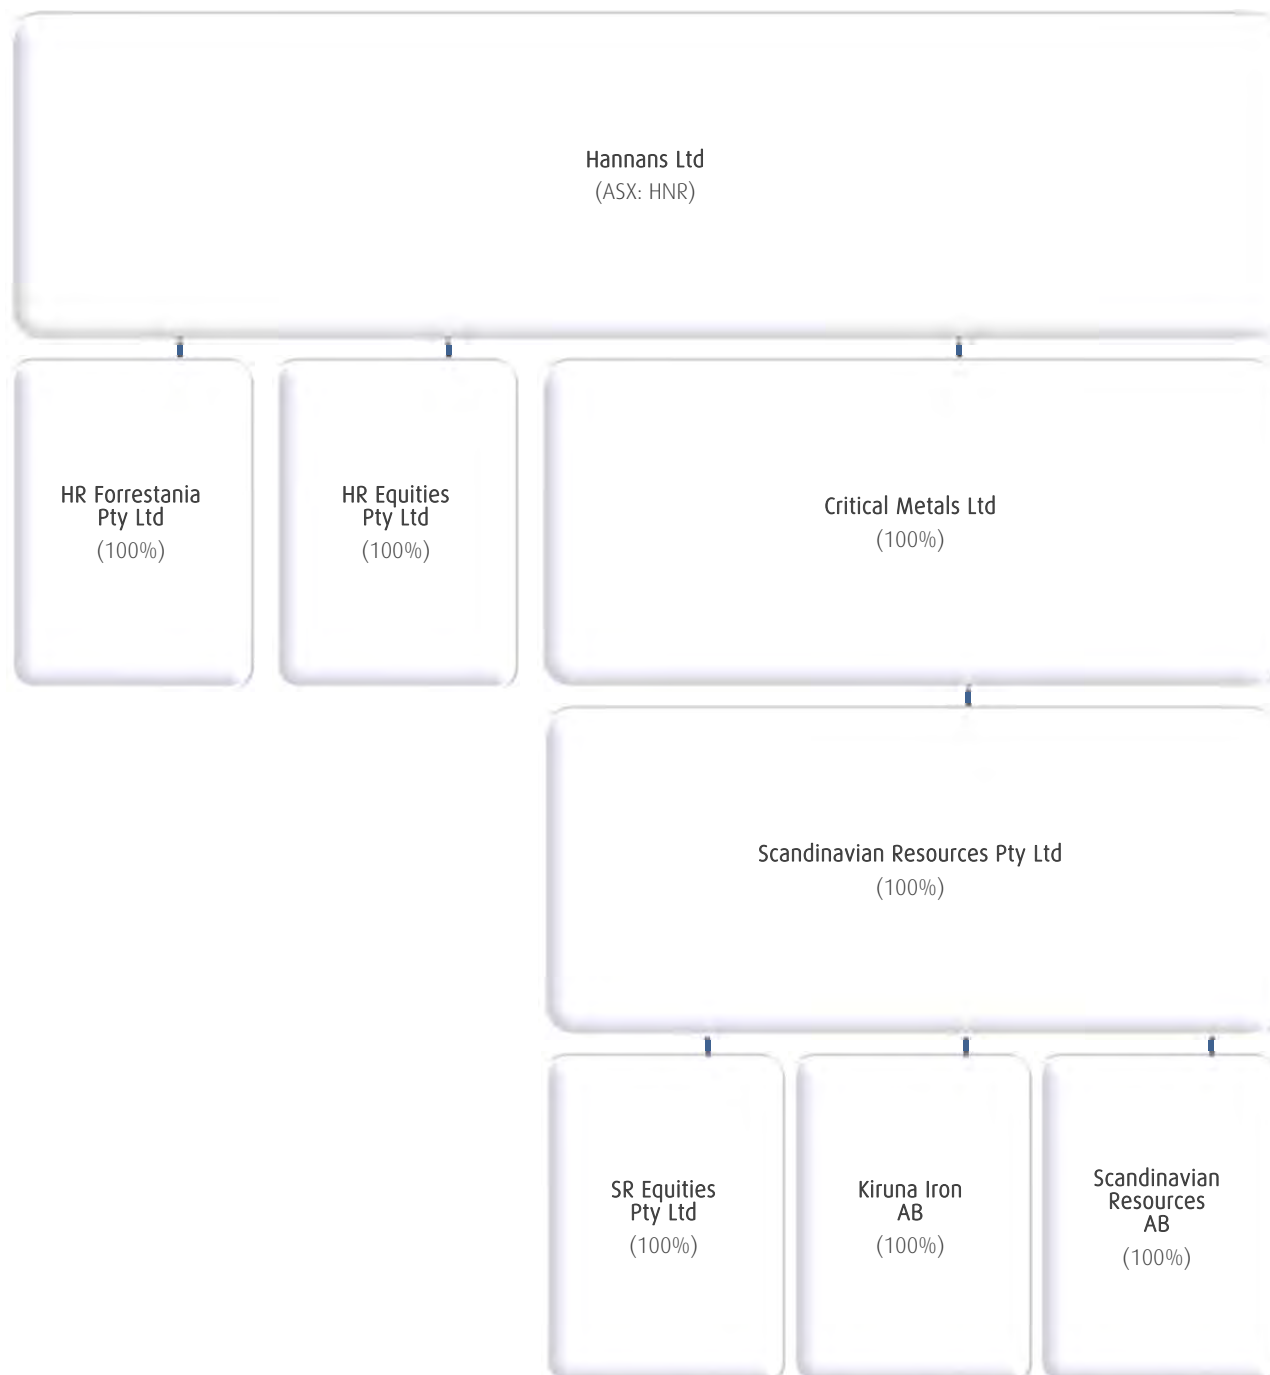 Hannans Ltd
(ASX: HNR)
HR Forrestania
Pty Ltd
(100%)
HR Equities
Pty Ltd
(100%)
Critical Metals Ltd
(100%)
Scandinavian Resources Pty Ltd
(100%)
SR Equities
Pty Ltd
(100%)
Kiruna Iron
AB
(100%)
Scandinavian
Resources
AB
(100%)